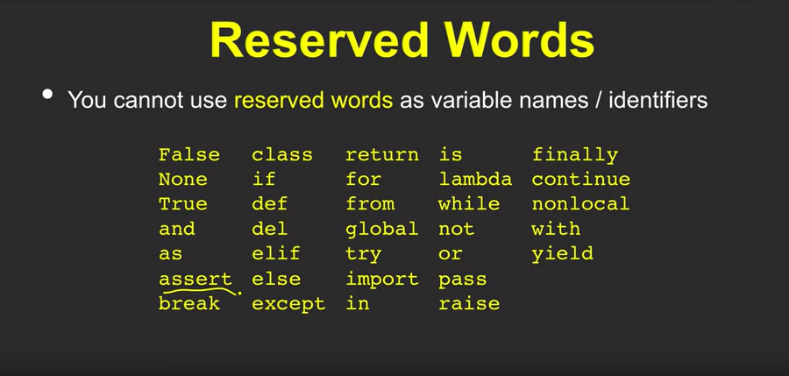 Reserved Words
• You cannot use reserved words as variable names / identifiers
False class return is finally
None if for lambda continue
True def from while nonlocal
and del global not with
as elif try or yield
assert else import pass
break except in raise